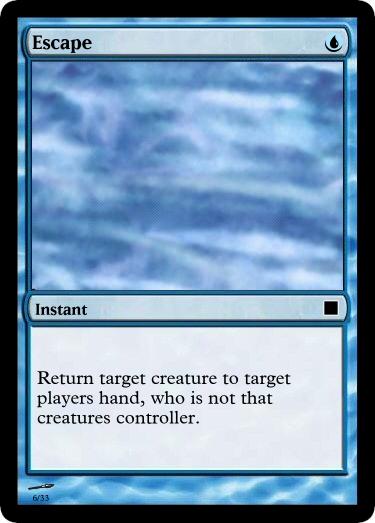 Escape
Instant
Return target creature to target
players hand, who is not that
creatures controller.
6/33